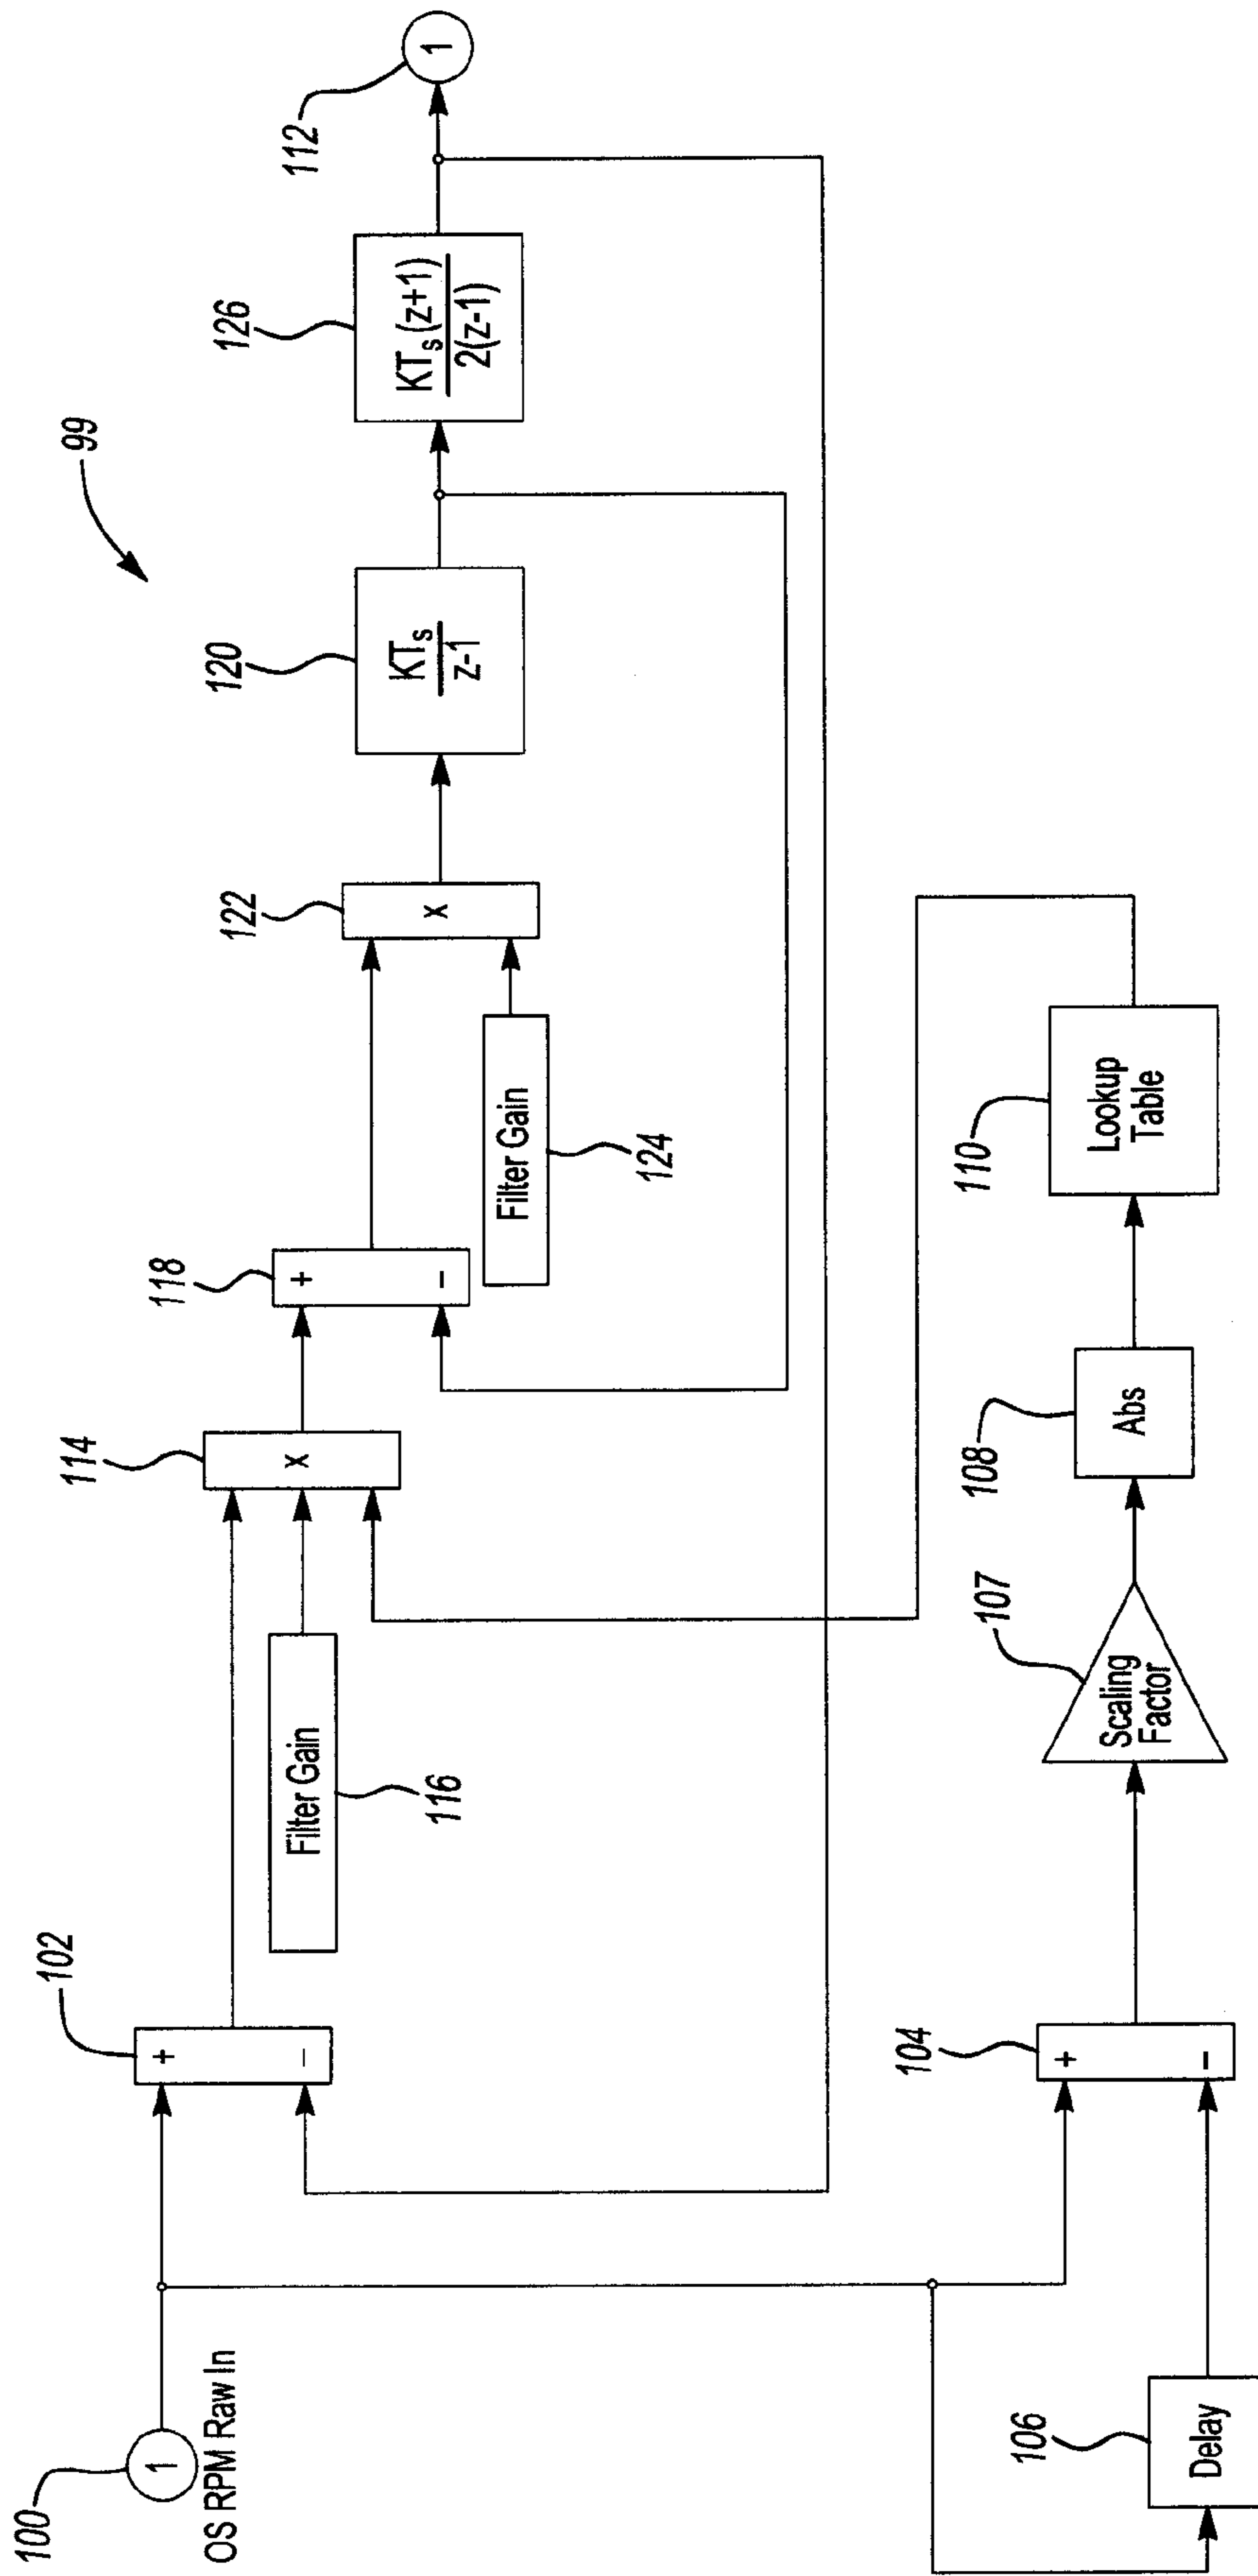 99
100
1
OS RPM Raw In
102
+
–
116
Filter Gain
114
x
118
+
-
124
Filter Gain
122
x
120
KTs
z-1
126
KTs(z+1)
2(z-1)
112
1
106
Delay
104
+
-
107
Scaling
Factor
108
Abs
110
Lookup
Table